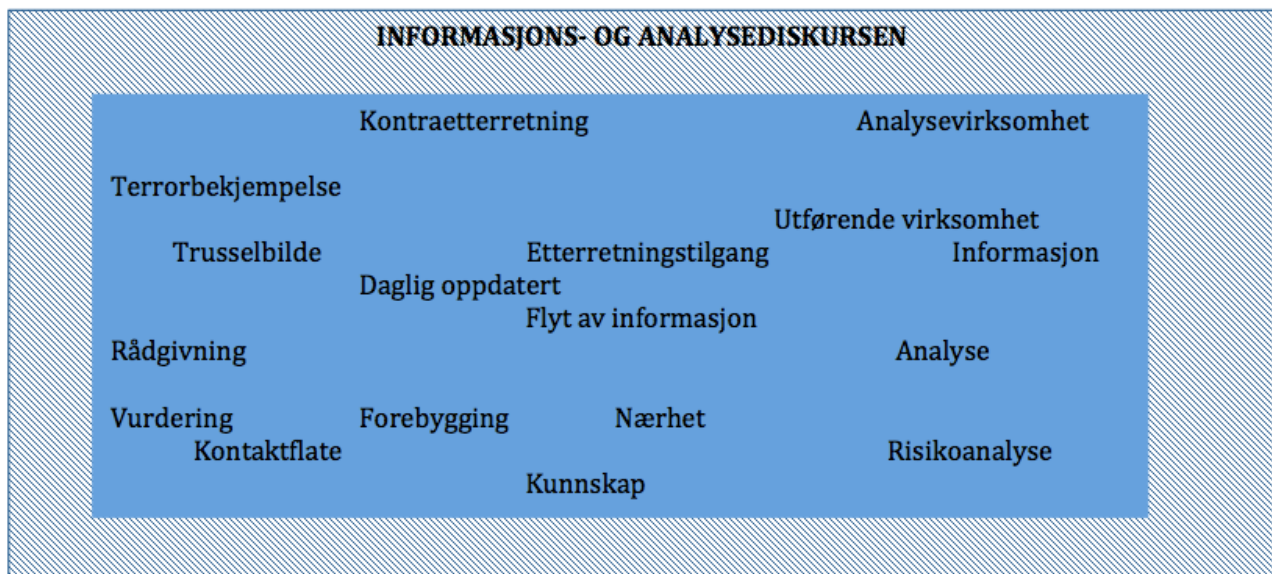 INFORMASJONS- OG ANALYSEDISKURSEN
Kontraetterretning Analysevirksomhet
Terrorbekjempelse
Utførende virksomhet
Trusselbilde Etterretningstilgang Informasjon
Daglig oppdatert
Flyt av informasjon
Rådgivning Analyse
Vurdering Forebygging Nærhet
Kontaktflate Risikoanalyse
Kunnskap